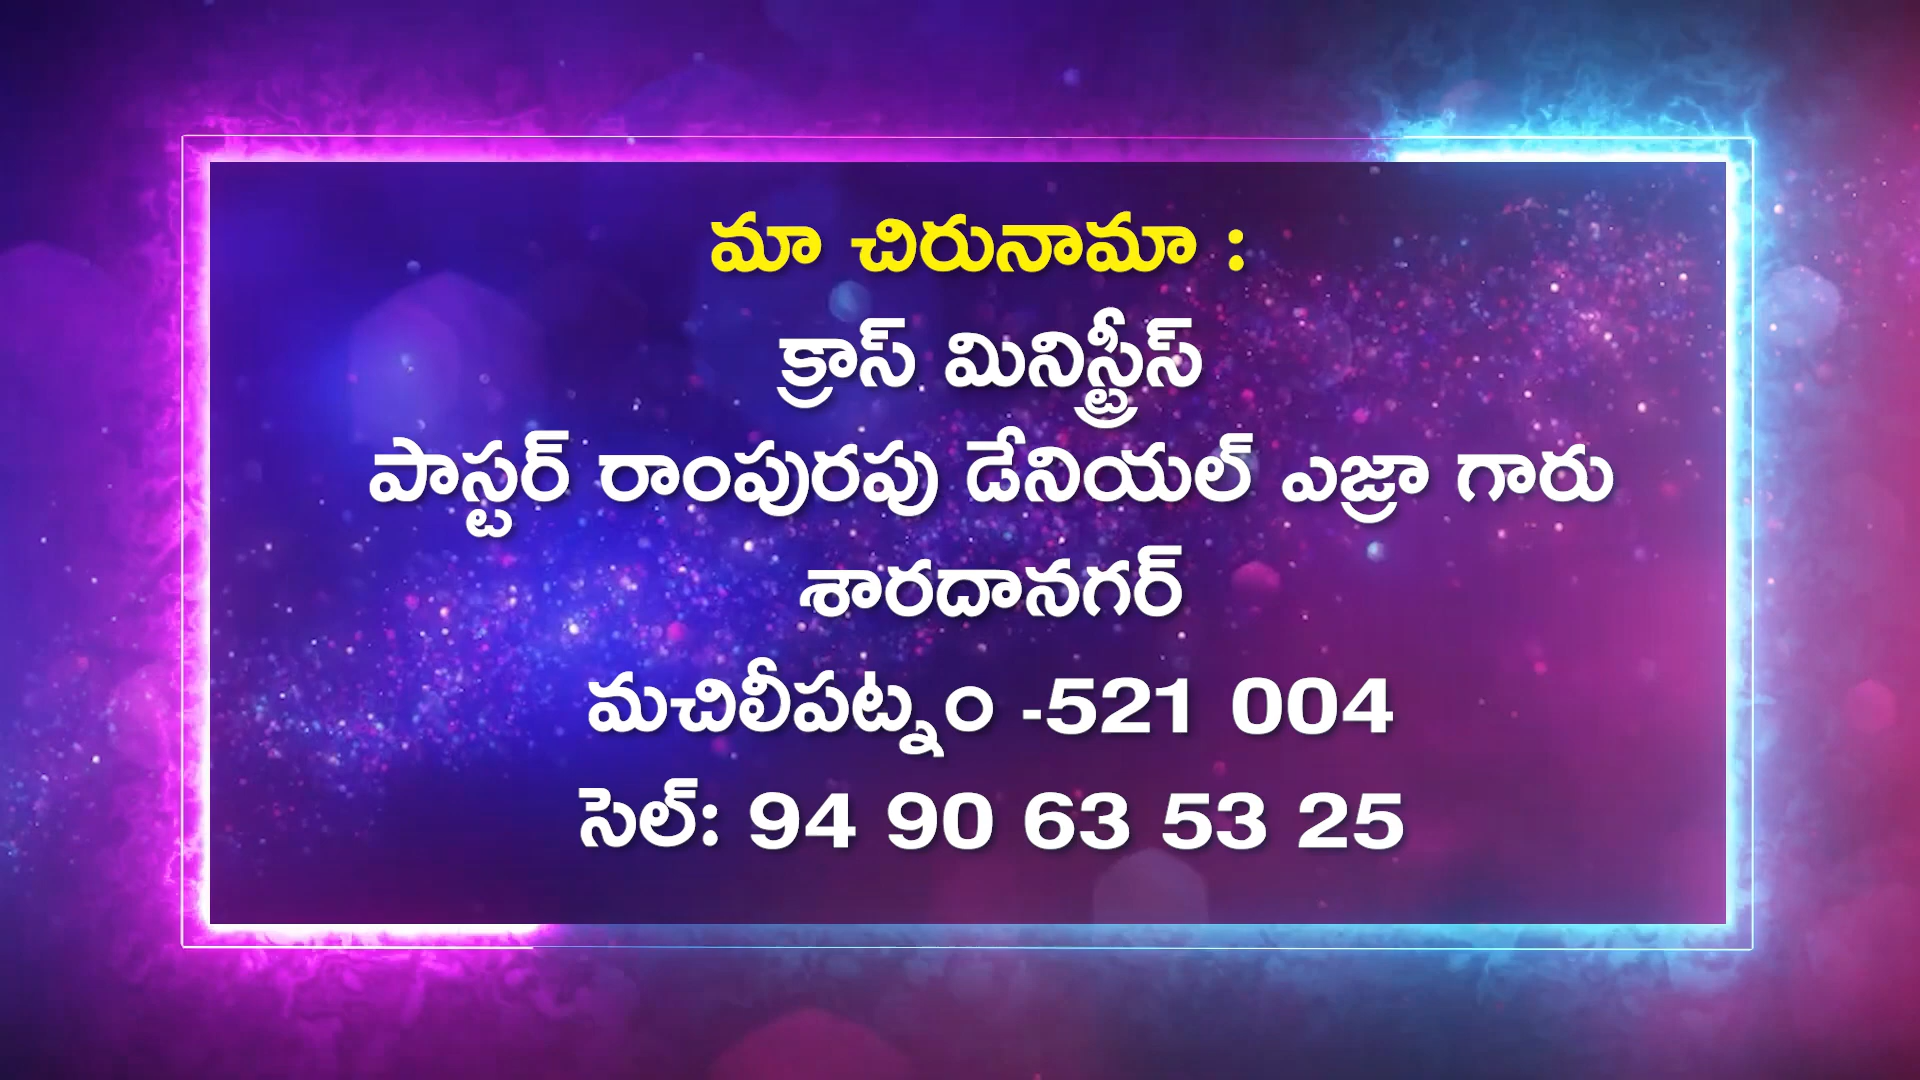 మా చిరునామా :
క్రాస్ మినిస్ట్రీస్
పాస్టర్ రాంపురపు డేనియల్ ఎజ్రా గారు
శారదానగర్
మచిలీపట్నం -521 004
సెల్: 94 90 63 53 25